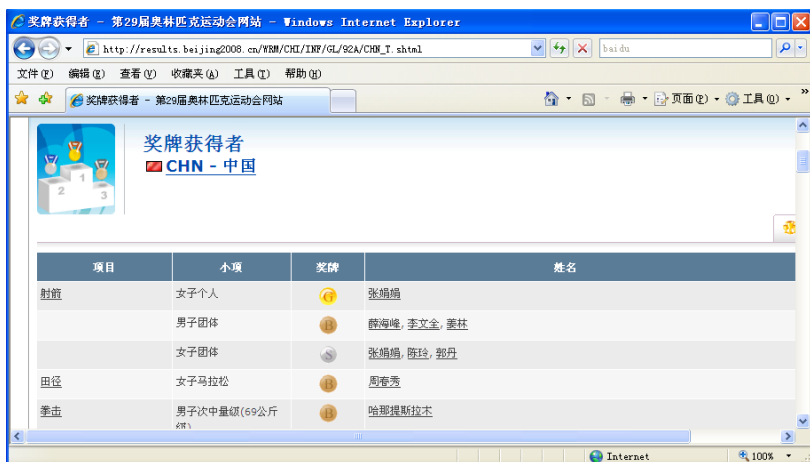 奖牌获得者 - 第29届奥林匹克运动会网站 - Windows Internet Explorer
http://results.beijing2008.cn/WRM/CHI/INF/GL/92A/CHN_T.shtml
baidu
文件(F) 编辑(E) 查看(V) 收藏夹(A) 工具(T) 帮助(H)
奖牌获得者 - 第29届奥林匹克运动会网站
页面(P) 工具(O) »
奖牌获得者
CHN - 中国
1
2
3
项目 小项 奖牌 姓名
射箭 女子个人 G 张娟娟
男子团体 B 薛海峰, 李文全, 姜林
女子团体 S 张娟娟, 陈玲, 郭丹
田径 女子马拉松 B 周春秀
拳击 男子次中量级(69公斤 B 哈那提斯拉木
级)
Internet 100%